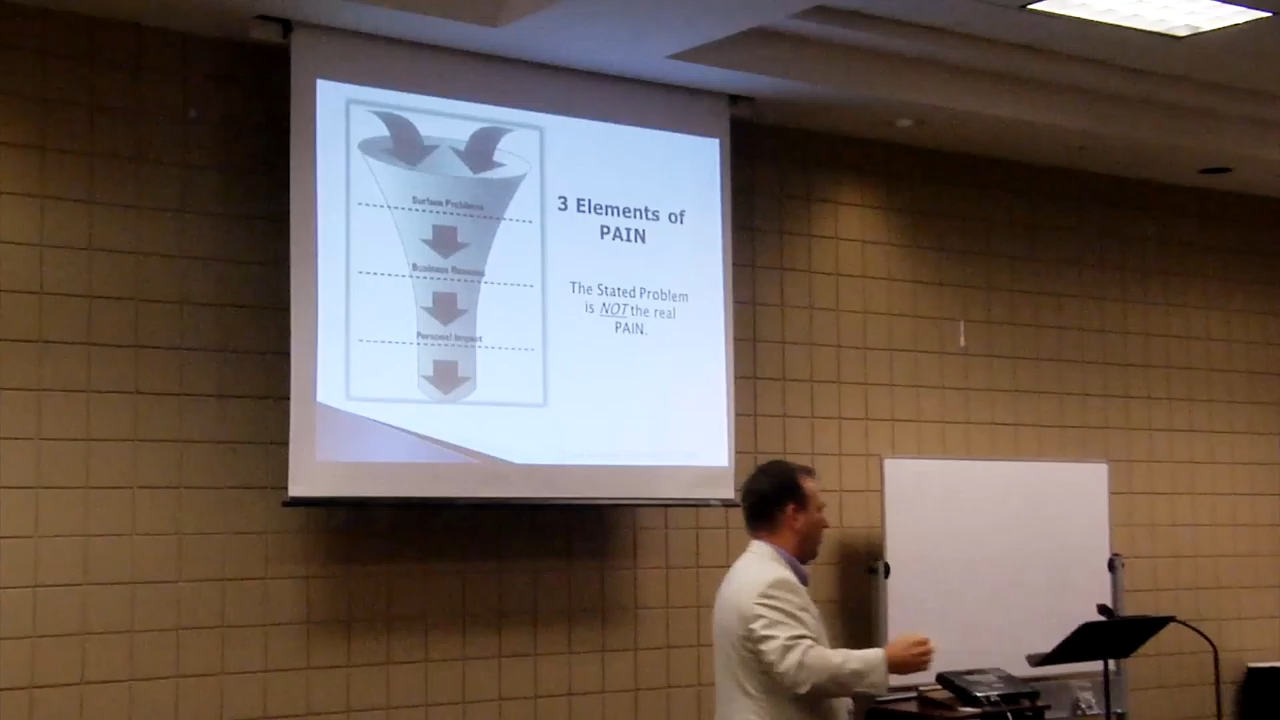 Surface Problems
Business Reasons
Personal Impact
3 Elements of
PAIN
The Stated Problem
is NOT the real
PAIN.